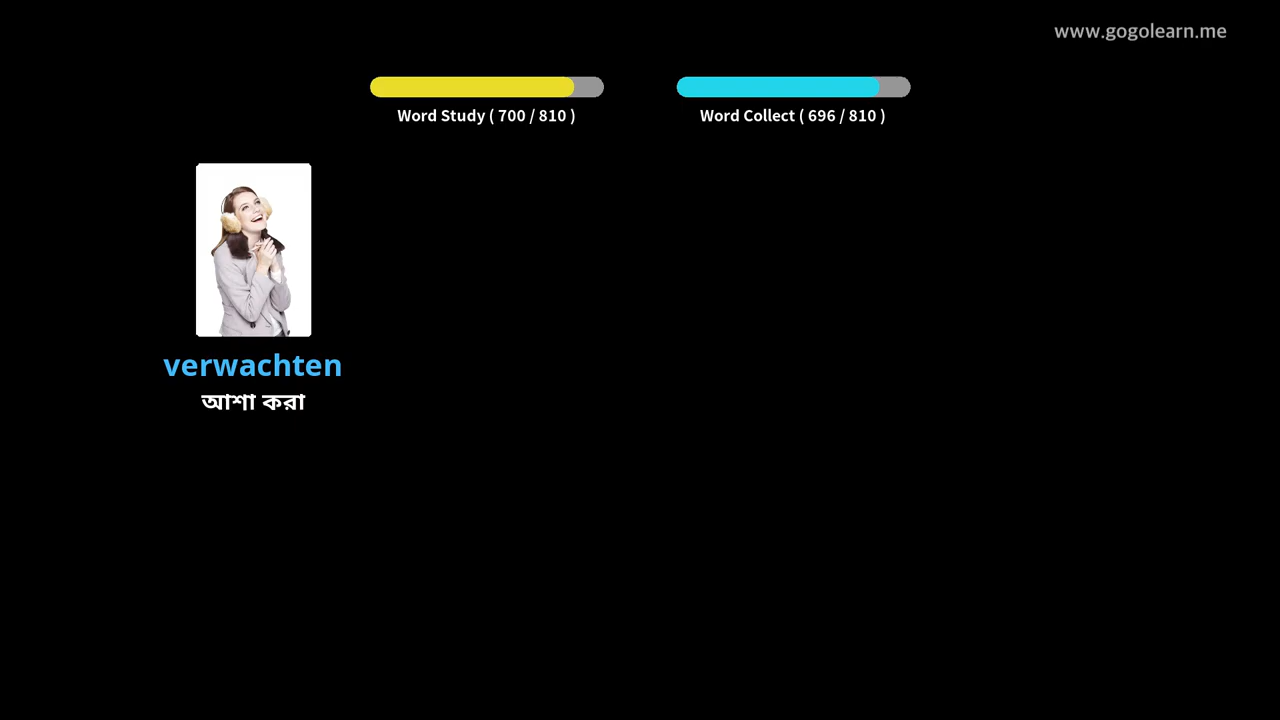 www.gogolearn.me
Word Study ( 700 / 810 )
Word Collect ( 696 / 810 )
verwachten
আশা করা